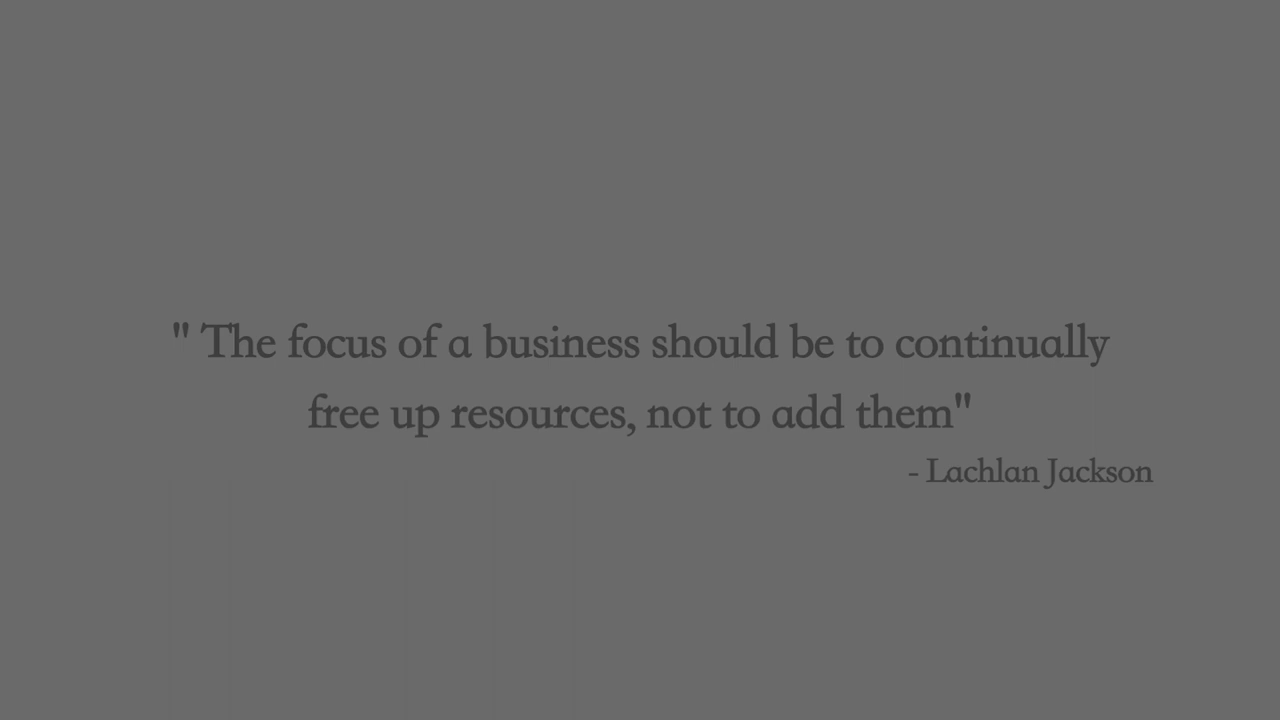 " The focus of a business should be to continually
free up resources, not to add them"
- Lachlan Jackson